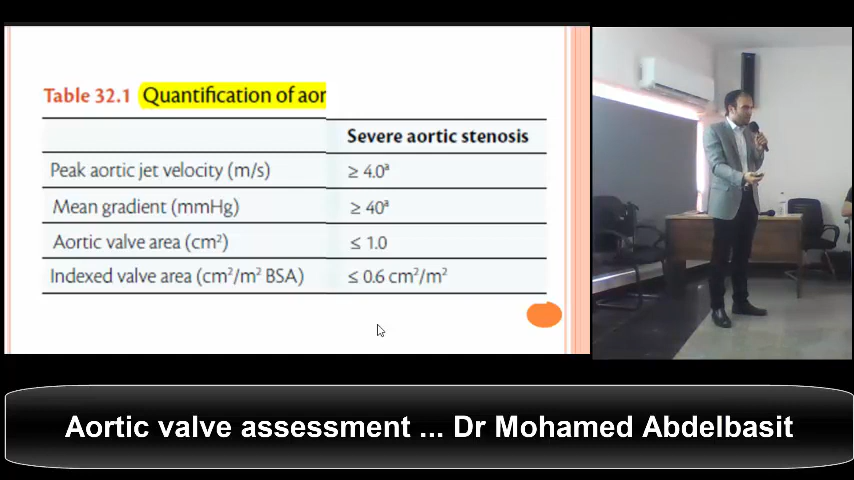 Table 32.1 Quantification of aor
Severe aortic stenosis
Peak aortic jet velocity (m/s) ≥ 4.0ᵃ
Mean gradient (mmHg) ≥ 40ᵃ
Aortic valve area (cm²) ≤ 1.0
Indexed valve area (cm²/m² BSA) ≤ 0.6 cm²/m²
Aortic valve assessment ... Dr Mohamed Abdelbasit